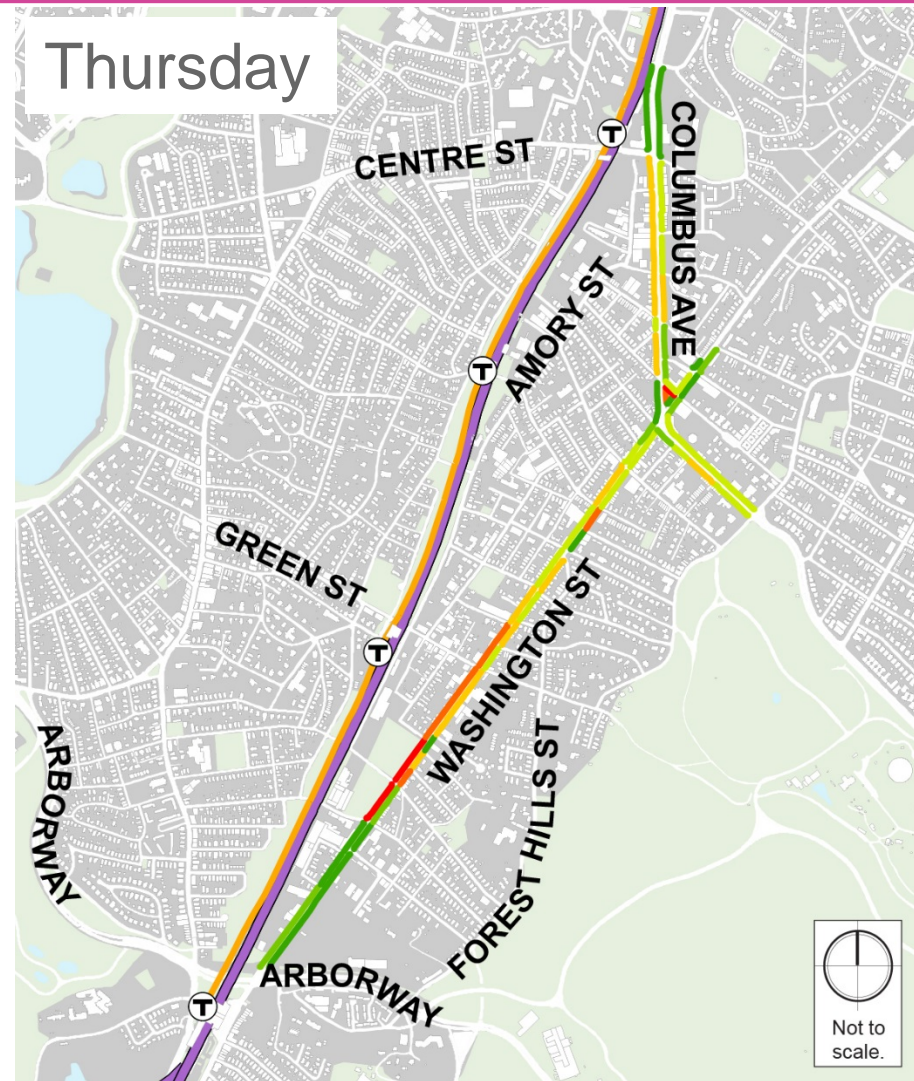 Thursday
CENTRE ST
COLUMBUS AVE
T
AMORY ST
T
GREEN ST
T
WASHINGTON ST
FOREST HILLS ST
ARBORWAY
ARBORWAY
T
Not to
scale.